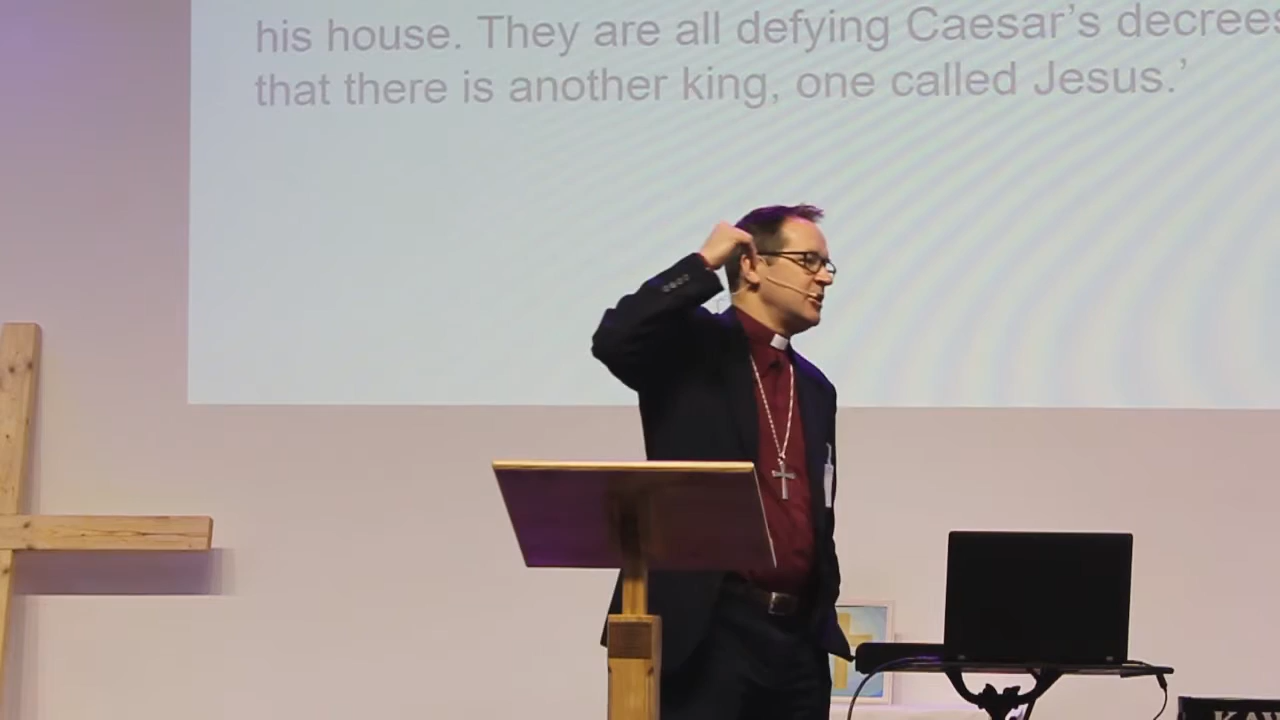 his house. They are all defying Caesar’s decrees
that there is another king, one called Jesus.’